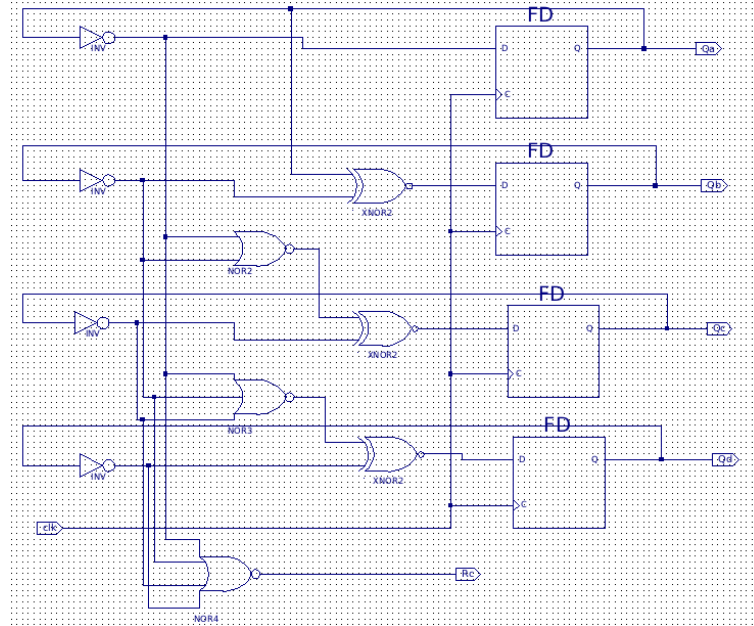 FD
INV
D
Q
Qa
C
FD
INV
D
Q
Qb
XNOR2
C
NOR2
FD
INV
D
Q
Qc
XNOR2
C
NOR3
FD
INV
D
Q
Qd
XNOR2
C
clk
Rc
NOR4